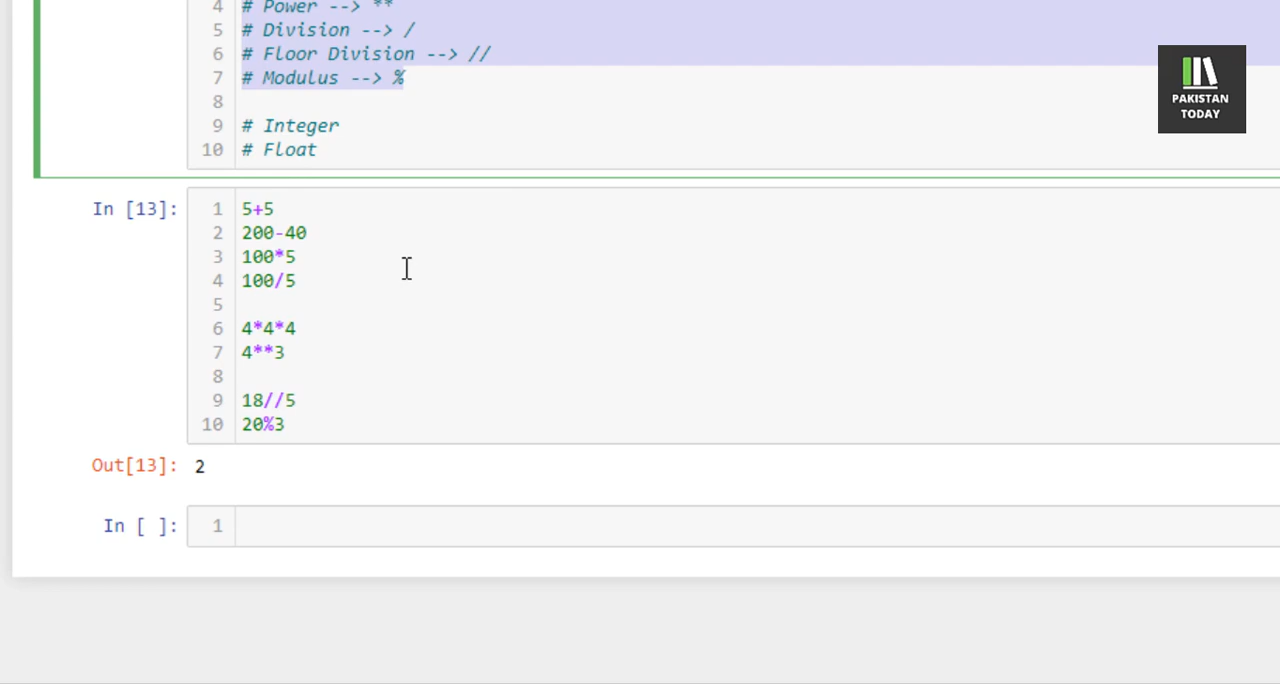 4 # Power --> **
5 # Division --> /
6 # Floor Division --> //
7 # Modulus --> %
8
9 # Integer
10 # Float
PAKISTAN
TODAY
In [13]:
1 5+5
2 200-40
3 100*5
4 100/5
5
6 4*4*4
7 4**3
8
9 18//5
10 20%3
Out[13]: 2
In [ ]: 1